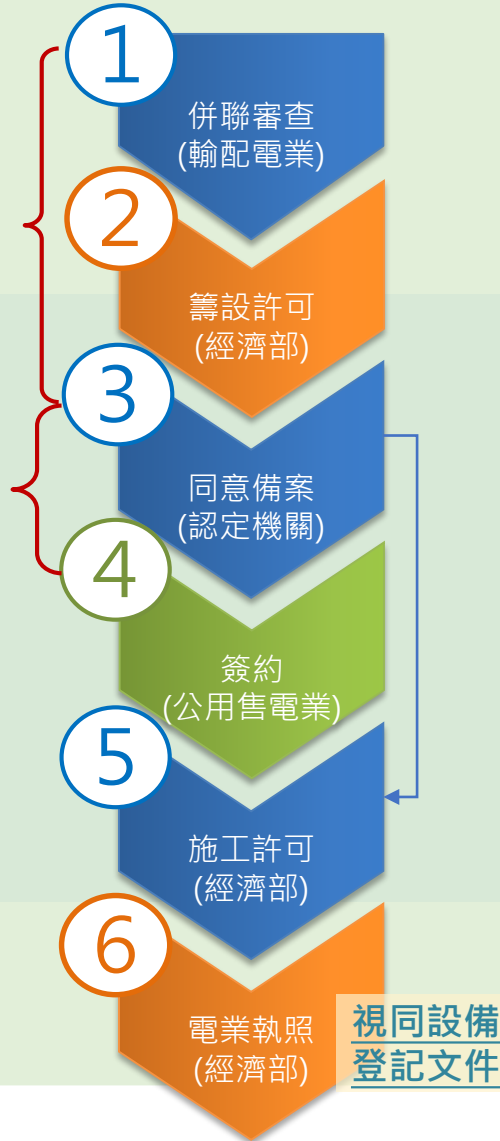 1
併聯審查
(輸配電業)
2
籌設許可
(經濟部)
3
同意備案
(認定機關)
4
簽約
(公用售電業)
5
施工許可
(經濟部)
6
電業執照
(經濟部)
視同設備
登記文件